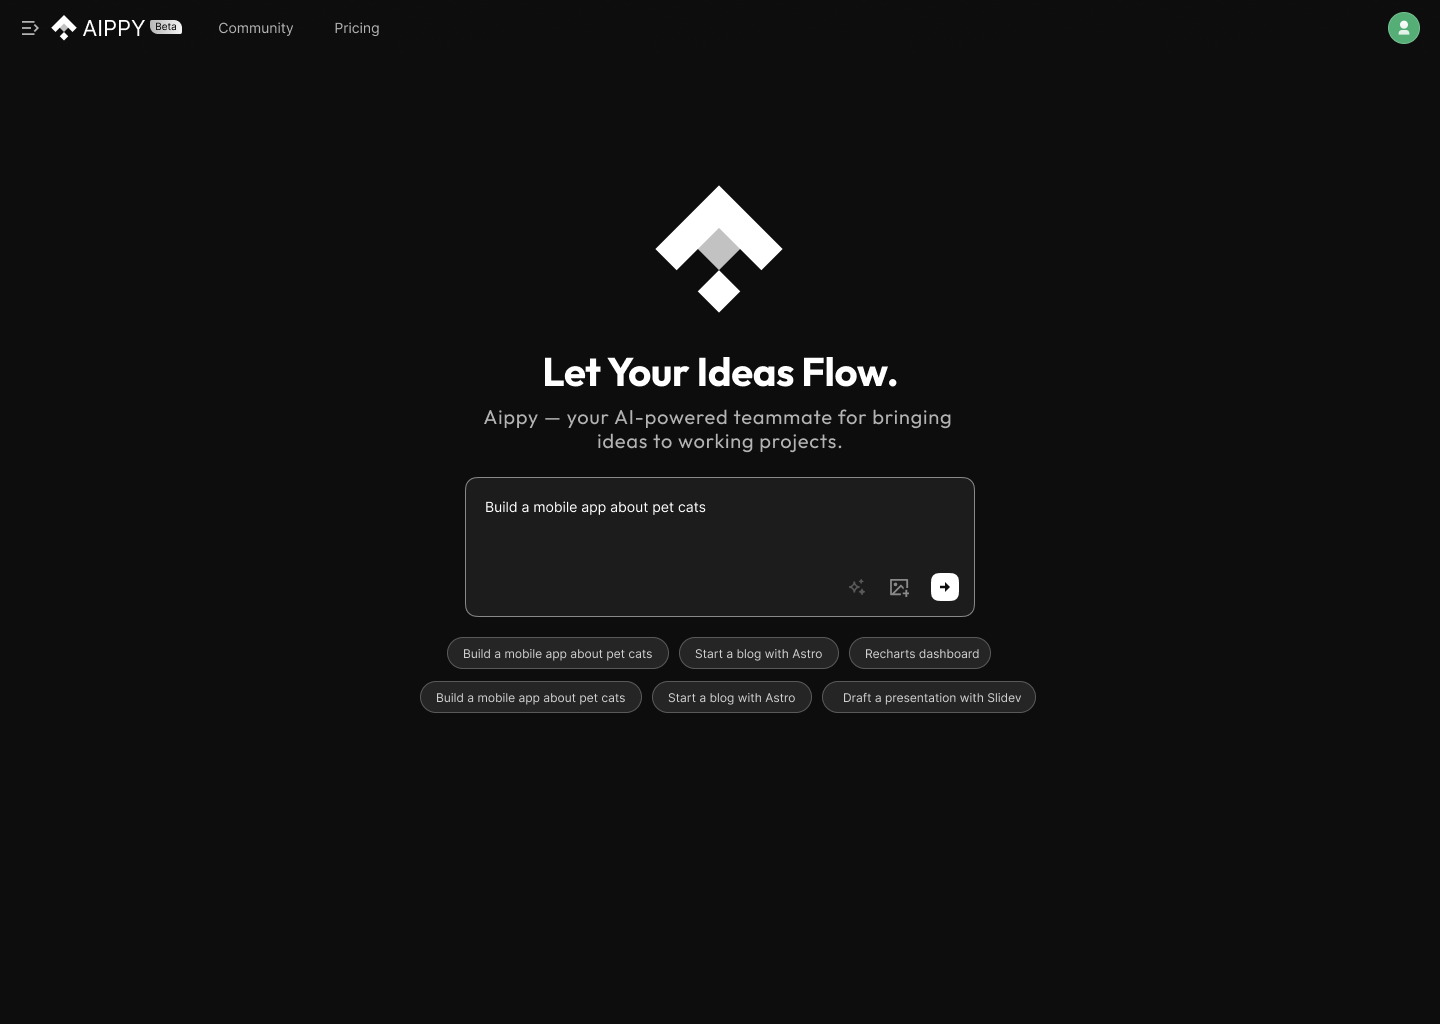 AIPPY Beta Community Pricing
Let Your Ideas Flow.
Aippy — your AI-powered teammate for bringing
ideas to working projects.
Build a mobile app about pet cats
Build a mobile app about pet cats Start a blog with Astro Recharts dashboard
Build a mobile app about pet cats Start a blog with Astro Draft a presentation with Slidev